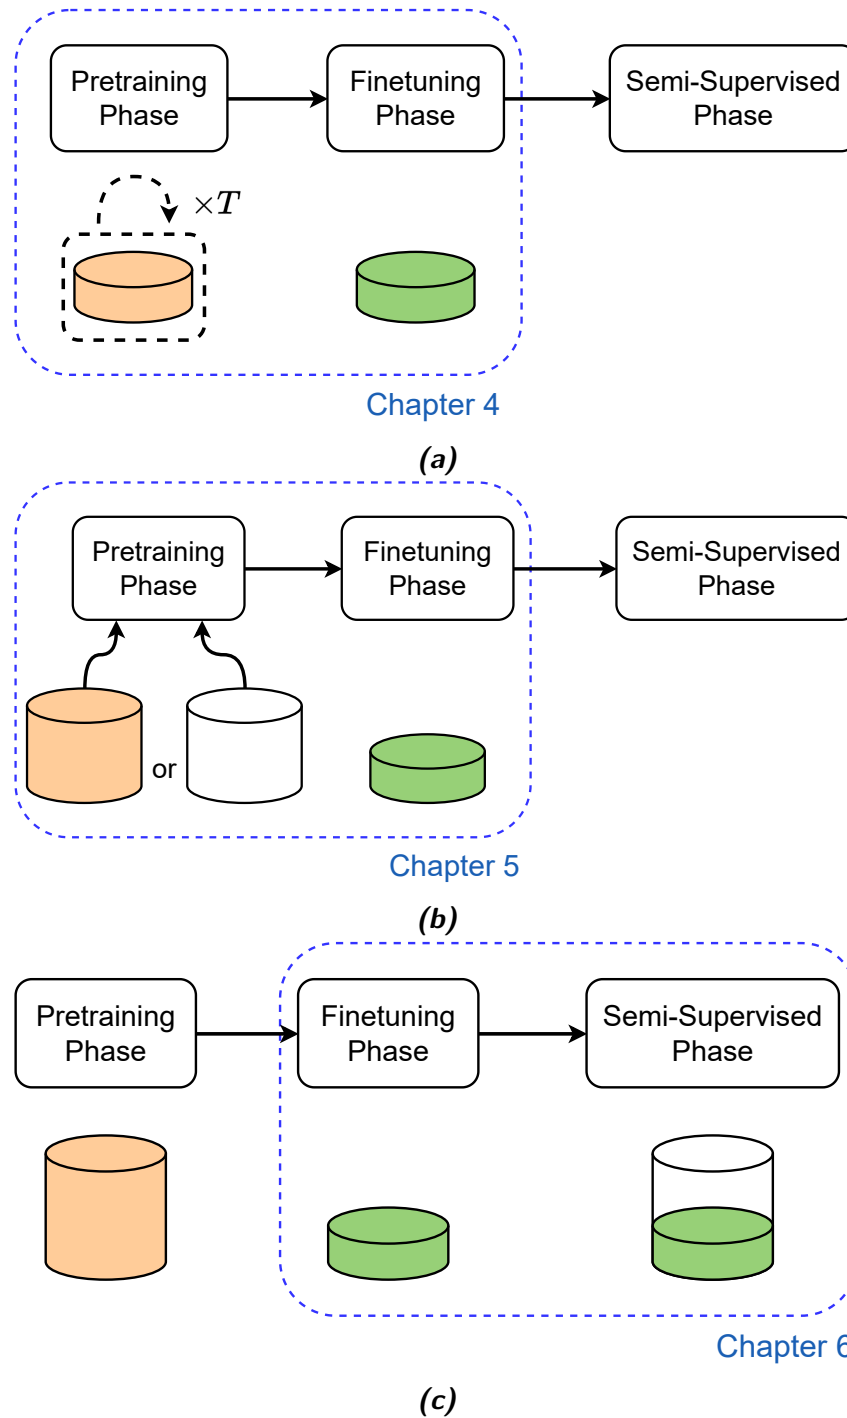 Pretraining
Phase
Finetuning
Phase
Semi-Supervised
Phase
×T
Chapter 4
(a)
Pretraining
Phase
Finetuning
Phase
Semi-Supervised
Phase
or
Chapter 5
(b)
Pretraining
Phase
Finetuning
Phase
Semi-Supervised
Phase
Chapter 6
(c)